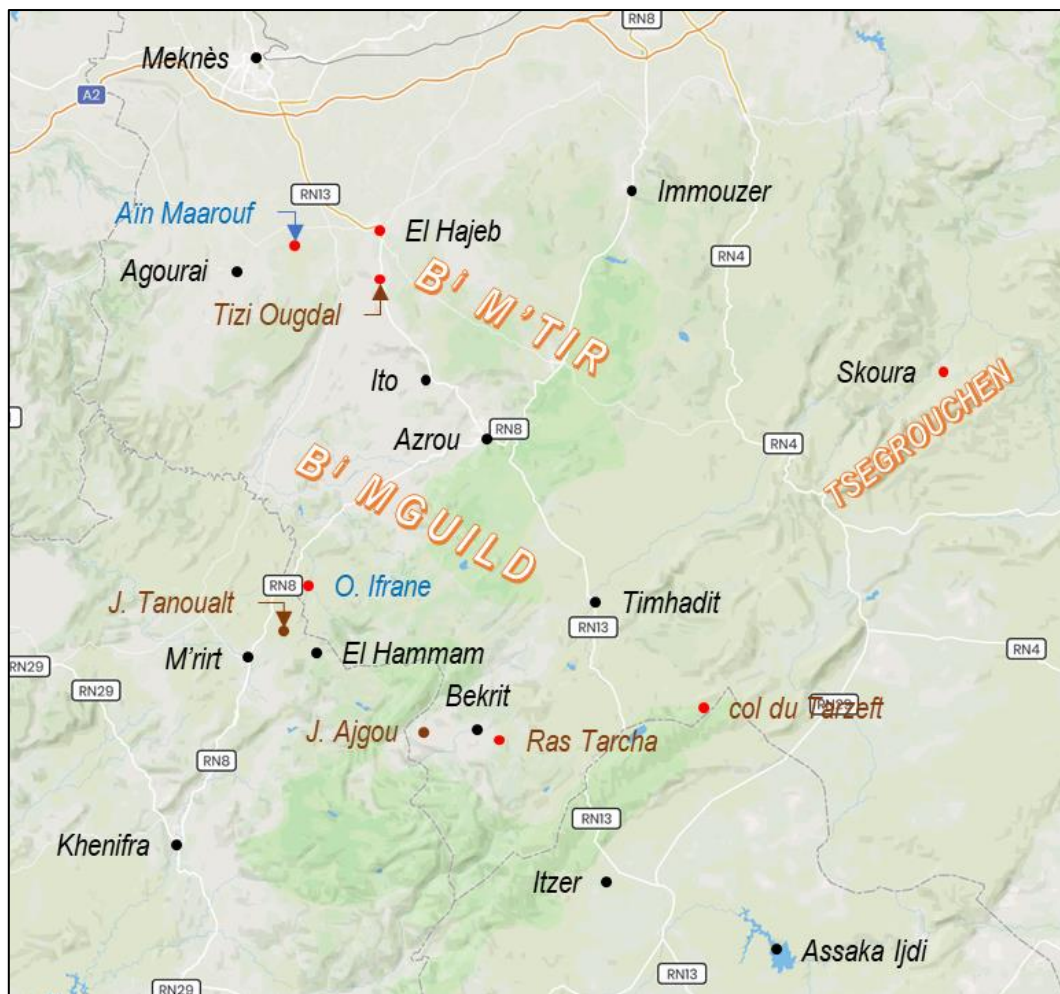 RN8
Meknès
A2
RN13
Immouzer
Aïn Maarouf
El Hajeb
RN4
Agourai
Tizi Ougdal
Bⁱ M'TIR
Ito
Skoura
Azrou
RN8
RN4
TSEGROUCHEN
Bⁱ MGUILD
RN8
O. Ifrane
J. Tanoualt
Timhadit
RN13
M'rirt
El Hammam
RN29
RN4
RN29
Bekrit
col du Tarzeft
RN29
J. Ajgou
Ras Tarcha
RN8
RN13
Khenifra
Itzer
Assaka Ijdi
RN13
RN29